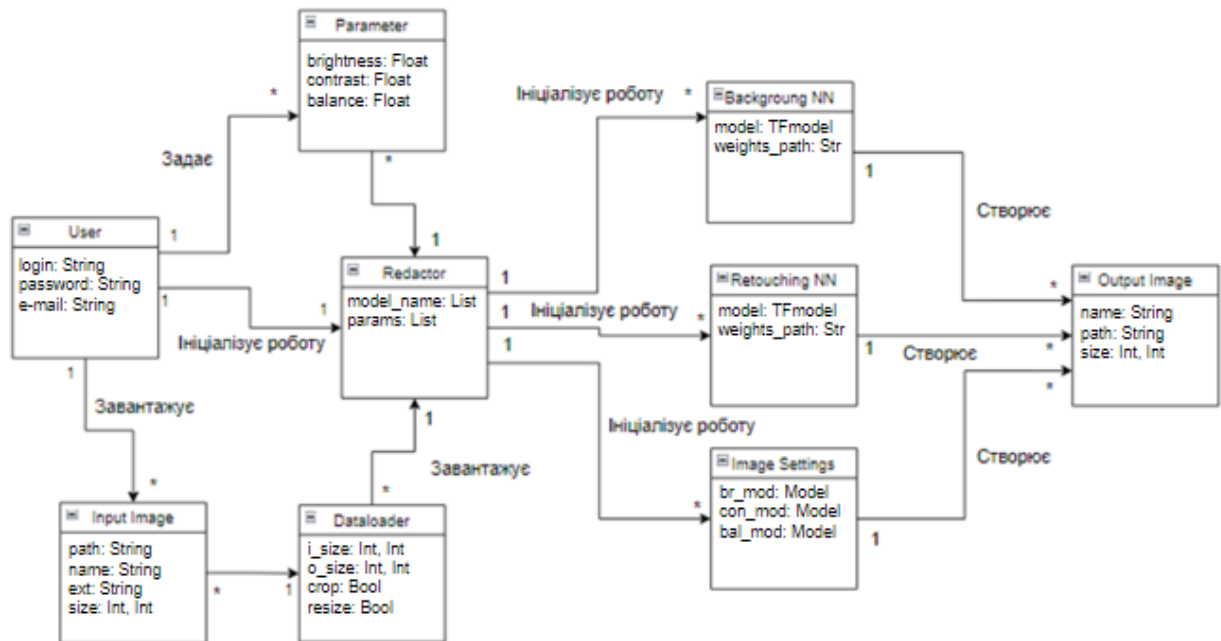 Parameter
brightness: Float
contrast: Float
balance: Float
*
*
Задає
1
User
login: String
password: String
e-mail: String
1
1
Ініціалізує роботу
1
Redactor
model_name: List
params: List
1
Завантажує
1
*
Input Image
path: String
name: String
ext: String
size: Int, Int
*
1
Dataloader
i_size: Int, Int
o_size: Int, Int
crop: Bool
resize: Bool
*
Завантажує
1
1
Ініціалізує роботу
*
Backgroung NN
model: TFmodel
weights_path: Str
1
Створює
*
1
Ініціалізує роботу
*
Retouching NN
model: TFmodel
weights_path: Str
1
Створює
*
1
Ініціалізує роботу
*
Image Settings
br_mod: Model
con_mod: Model
bal_mod: Model
1
Створює
*
Output Image
name: String
path: String
size: Int, Int